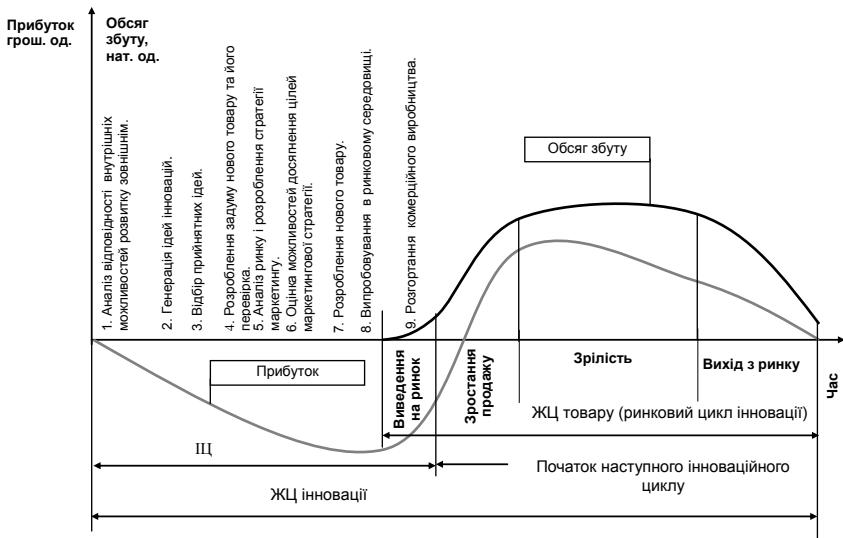 Прибуток
грош. од.
Обсяг
збуту,
нат. од.
1. Аналіз відповідності внутрішніх
можливостей розвитку зовнішнім.
2. Генерація ідей інновацій.
3. Відбір прийнятних ідей.
4. Розроблення задуму нового товару та його
перевірка.
5. Аналіз ринку і розроблення стратегії
маркетингу.
6. Оцінка можливостей досягнення цілей
маркетингової стратегії.
7. Розроблення нового товару.
8. Випробовування в ринковому середовищі.
9. Розгортання комерційного виробництва.
Обсяг збуту
Прибуток
Виведення
на ринок
Зростання
продажу
Зрілість
Вихід з ринку
Час
ЖЦ товару (ринковий цикл інновації)
ІЦ
Початок наступного інноваційного
циклу
ЖЦ інновації